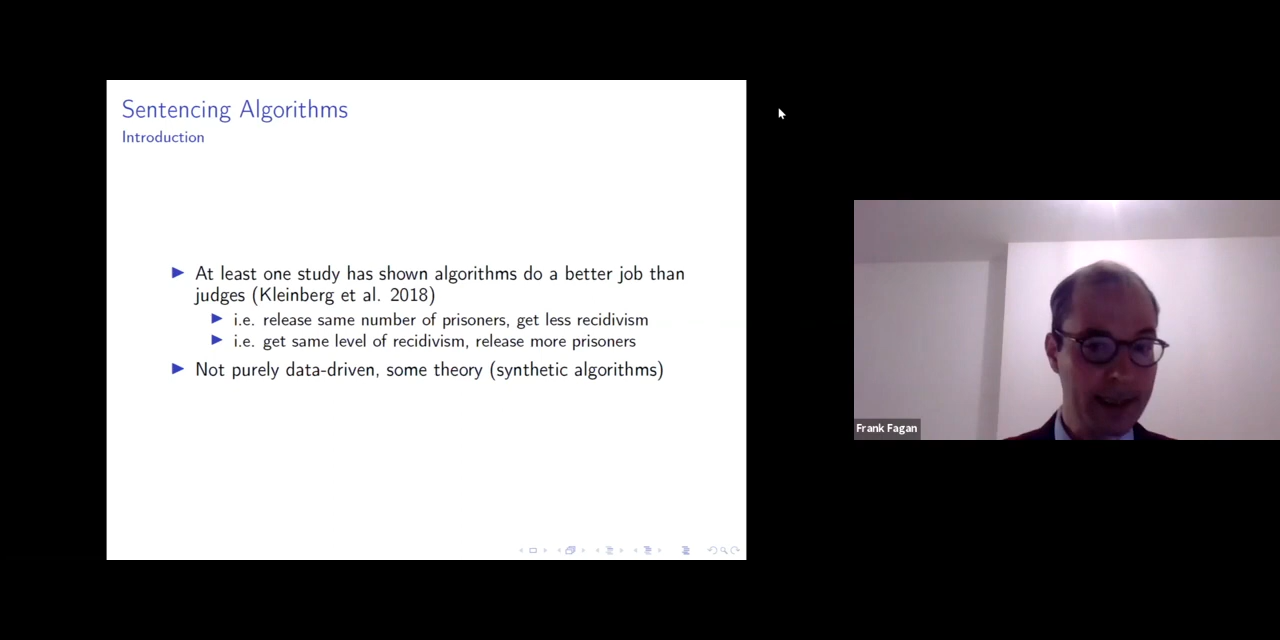 Sentencing Algorithms
Introduction
At least one study has shown algorithms do a better job than
judges (Kleinberg et al. 2018)
i.e. release same number of prisoners, get less recidivism
i.e. get same level of recidivism, release more prisoners
Not purely data-driven, some theory (synthetic algorithms)
Frank Fagan